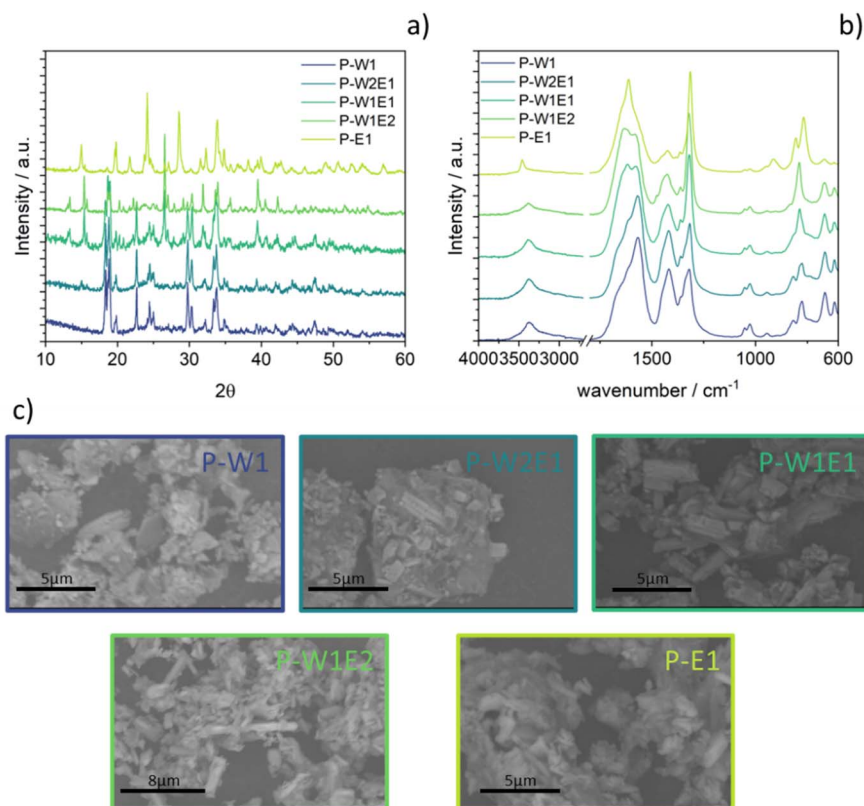 a)
P-W1
P-W2E1
P-W1E1
P-W1E2
P-E1
Intensity / a.u.
10 20 30 40 50 60
2θ
b)
P-W1
P-W2E1
P-W1E1
P-W1E2
P-E1
Intensity / a.u.
4000 3500 3000 1500 1000 600
wavenumber / cm⁻¹
c)
P-W1
5μm
P-W2E1
5μm
P-W1E1
5μm
P-W1E2
8μm
P-E1
5μm